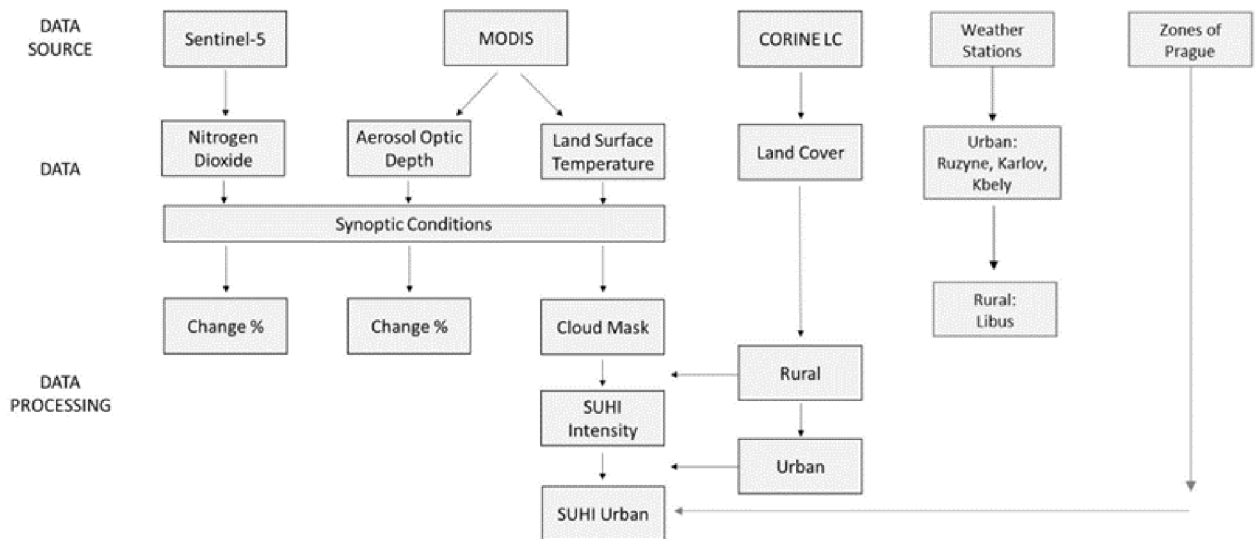 DATA
SOURCE
Sentinel-5
MODIS
CORINE LC
Weather
Stations
Zones of
Prague
DATA
Nitrogen
Dioxide
Aerosol Optic
Depth
Land Surface
Temperature
Land Cover
Urban:
Ruzyne, Karlov,
Kbely
Synoptic Conditions
Change %
Change %
Cloud Mask
Rural:
Libus
DATA
PROCESSING
Rural
SUHI
Intensity
Urban
SUHI Urban